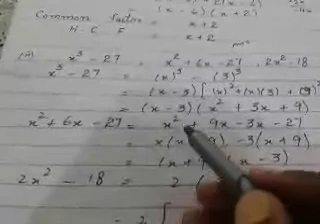 (x - 6) (x + 2)
Common factor = x + 2
H C F = x + 2
(ii) x³ - 27, x² + 6x - 27, 2x² - 18
x³ - 27 = (x)³ - (3)³
= (x - 3) [(x)² + (x)(3) + (3)²]
= (x - 3) (x² + 3x + 9)
x² + 6x - 27 = x² 9x - 3x - 27
= x(x 9) - 3(x + 9)
= (x + (x - 3)
2x² - 18 = 2 (
= 2 [